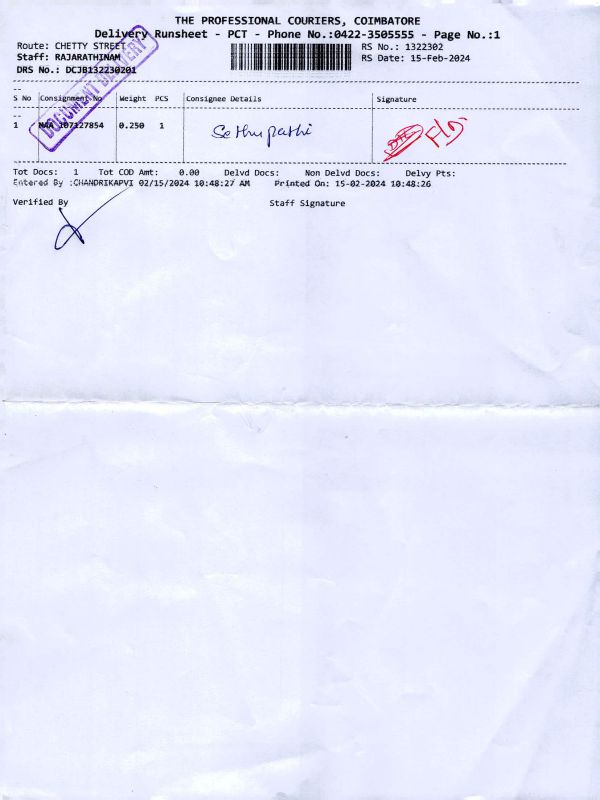 THE PROFESSIONAL COURIERS, COIMBATORE
Delivery Runsheet - PCT - Phone No.:0422-3505555 - Page No.:1
Route: CHETTY STREET
RS No.: 1322302
Staff: RAJARATHINAM
RS Date: 15-Feb-2024
DRS No.: DCJB132230201
DOCUMENT DELIVERY
S No Consignment No Weight PCS Consignee Details Signature
1 MAA 107127854 0.250 1 Sethupathi
Tot Docs: 1 Tot COD Amt: 0.00 Delvd Docs: Non Delvd Docs: Delvy Pts:
Entered By :CHANDRIKAPVI 02/15/2024 10:48:27 AM Printed On: 15-02-2024 10:48:26
Verified By Staff Signature